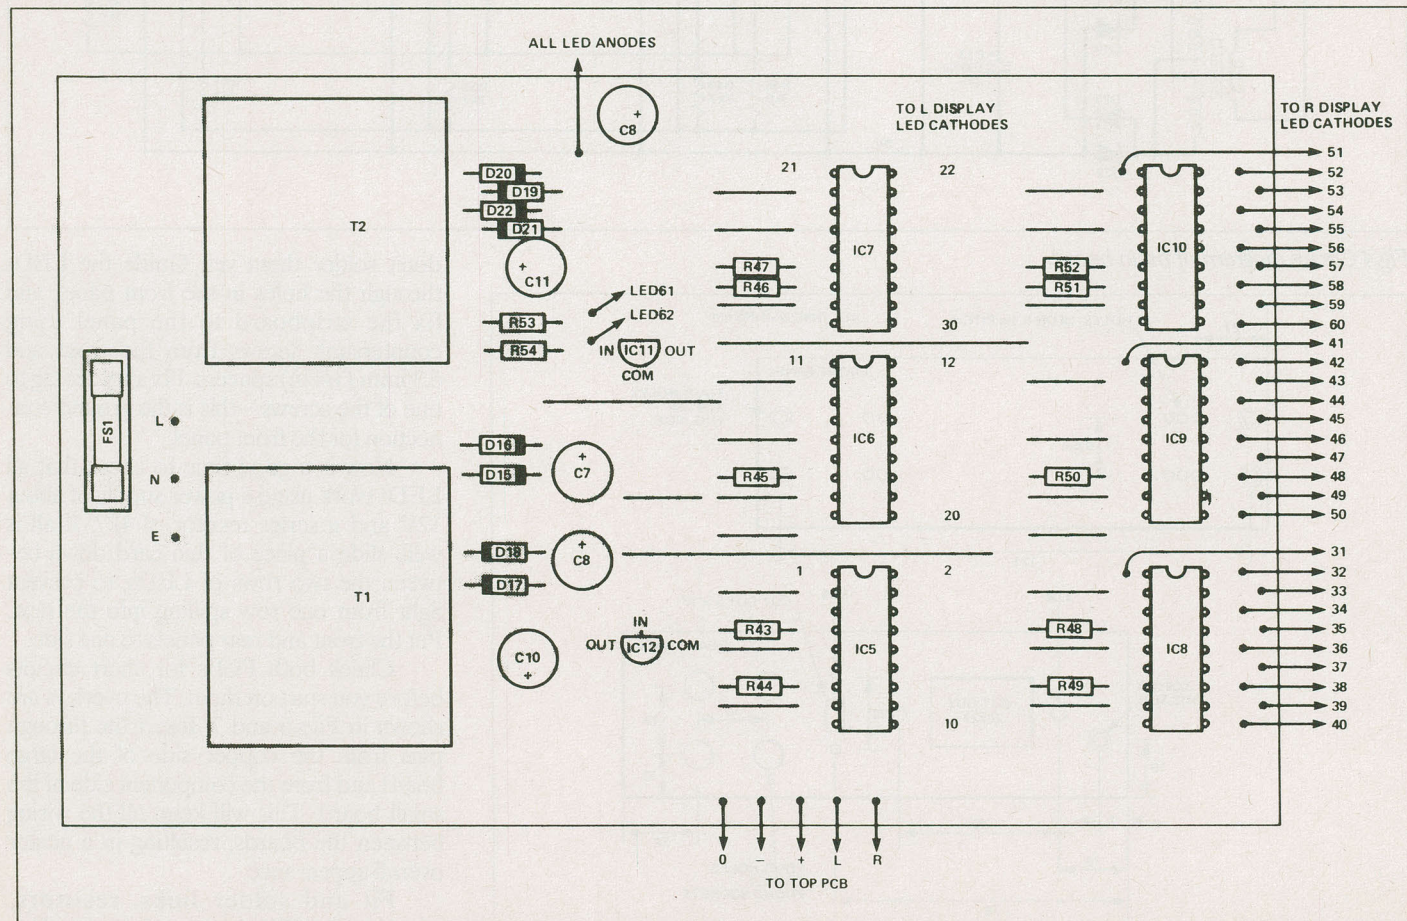 ALL LED ANODES
C8
+
TO L DISPLAY
LED CATHODES
TO R DISPLAY
LED CATHODES
51
52
53
54
55
56
57
58
59
60
41
42
43
44
45
46
47
48
49
50
31
32
33
34
35
36
37
38
39
40
T2
D20
D19
D22
D21
+
C11
R53
R54
LED61
LED62
IN IC11 OUT
COM
FS1
L
N
E
T1
D16
D15
+
C7
D18
D17
+
C8
C10
+
IN
OUT IC12 COM
21
22
IC7
R47
R46
30
IC10
R52
R51
11
12
IC6
R45
20
IC9
R50
1
2
IC5
R43
R44
10
IC8
R48
R49
0 – + L R
TO TOP PCB